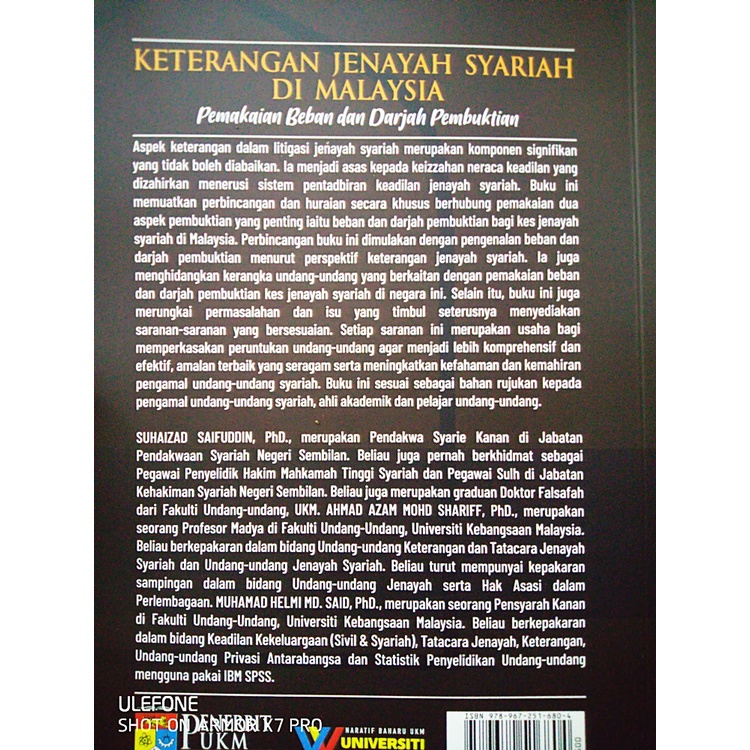 KETERANGAN JENAYAH SYARIAH
DI MALAYSIA
Pemakaian Beban dan Darjah Pembuktian
Aspek keterangan dalam litigasi jenayah syariah merupakan komponen signifikan
yang tidak boleh diabaikan. Ia menjadi asas kepada keizzahan neraca keadilan yang
dizahirkan menerusi sistem pentadbiran keadilan jenayah syariah. Buku ini
memuatkan perbincangan dan huraian secara khusus berhubung pemakaian dua
aspek pembuktian yang penting iaitu beban dan darjah pembuktian bagi kes jenayah
syariah di Malaysia. Perbincangan buku ini dimulakan dengan pengenalan beban dan
darjah pembuktian menurut perspektif keterangan jenayah syariah. Ia juga
menghidangkan kerangka undang-undang yang berkaitan dengan pemakaian beban
dan darjah pembuktian kes jenayah syariah di negara ini. Selain itu, buku ini juga
merungkai permasalahan dan isu yang timbul seterusnya menyediakan
saranan-saranan yang bersesuaian. Setiap saranan ini merupakan usaha bagi
memperkasakan peruntukan undang-undang agar menjadi lebih komprehensif dan
efektif, amalan terbaik yang seragam serta meningkatkan kefahaman dan kemahiran
pengamal undang-undang syariah. Buku ini sesuai sebagai bahan rujukan kepada
pengamal undang-undang syariah, ahli akademik dan pelajar undang-undang.
SUHAIZAD SAIFUDDIN, PhD., merupakan Pendakwa Syarie Kanan di Jabatan
Pendakwaan Syariah Negeri Sembilan. Beliau juga pernah berkhidmat sebagai
Pegawai Penyelidik Hakim Mahkamah Tinggi Syariah dan Pegawai Sulh di Jabatan
Kehakiman Syariah Negeri Sembilan. Beliau juga merupakan graduan Doktor Falsafah
dari Fakulti Undang-undang, UKM. AHMAD AZAM MOHD SHARIFF, PhD., merupakan
seorang Profesor Madya di Fakulti Undang-Undang, Universiti Kebangsaan Malaysia.
Beliau berkepakaran dalam bidang Undang-undang Keterangan dan Tatacara Jenayah
Syariah dan Undang-undang Jenayah Syariah. Beliau turut mempunyai kepakaran
sampingan dalam bidang Undang-undang Jenayah serta Hak Asasi dalam
Perlembagaan. MUHAMAD HELMI MD. SAID, PhD., merupakan seorang Pensyarah Kanan
di Fakulti Undang-Undang, Universiti Kebangsaan Malaysia. Beliau berkepakaran
dalam bidang Keadilan Kekeluargaan (Sivil & Syariah), Tatacara Jenayah, Keterangan,
Undang-undang Privasi Antarabangsa dan Statistik Penyelidikan Undang-undang
mengguna pakai IBM SPSS.
ULEFONE
SHOT ON ARMOR X7 PRO
PENERBIT
UKM
NARATIF BAHARU UKM
UNIVERSITI
ISBN 978-967-251-680-4